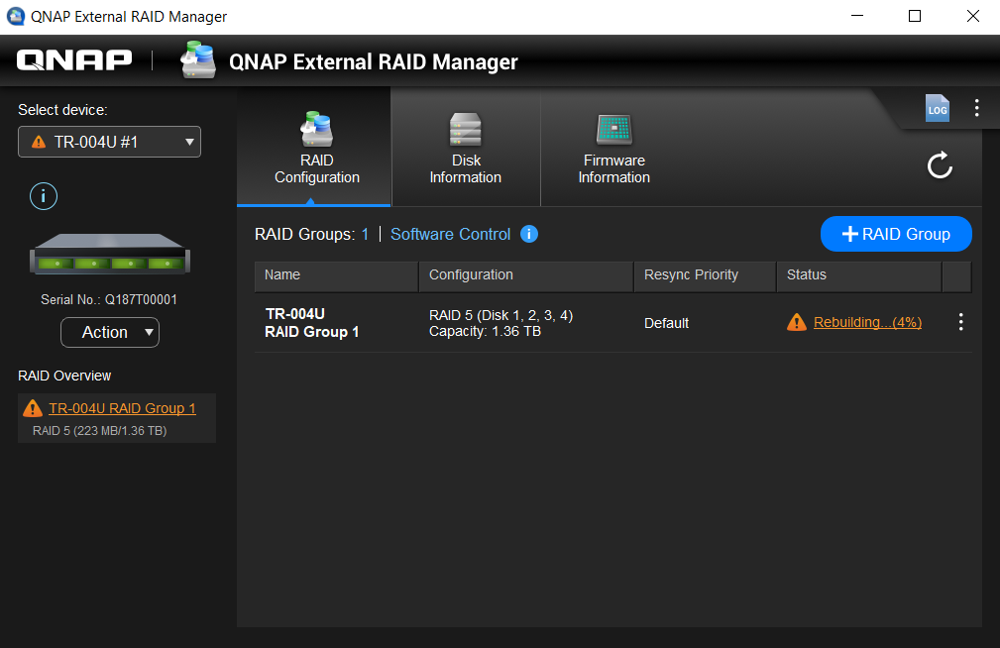 QNAP External RAID Manager
QNAP
QNAP External RAID Manager
Select device:
TR-004U #1
i
Serial No.: Q187T00001
Action
RAID Overview
TR-004U RAID Group 1
RAID 5 (223 MB/1.36 TB)
RAID
Configuration
Disk
Information
Firmware
Information
LOG
RAID Groups: 1 | Software Control i
+ RAID Group
Name Configuration Resync Priority Status
TR-004U
RAID Group 1
RAID 5 (Disk 1, 2, 3, 4)
Capacity: 1.36 TB
Default
Rebuilding...(4%)